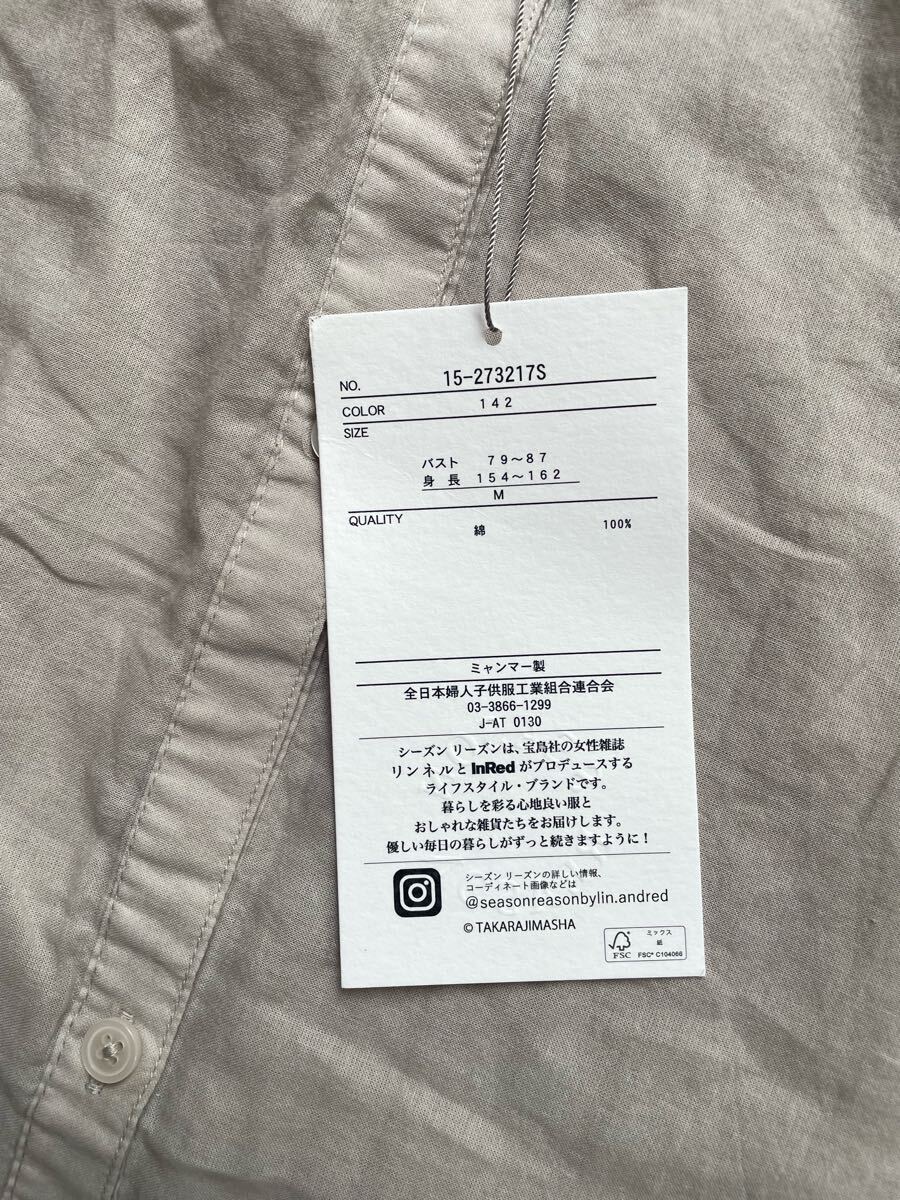 NO. 15-273217S
COLOR 142
SIZE
バスト 79～87
身長 154～162
M
QUALITY 綿 100%
ミャンマー製
全日本婦人子供服工業組合連合会
03-3866-1299
J-AT 0130
シーズン リーズンは、宝島社の女性雑誌
リンネルと InRed がプロデュースする
ライフスタイル・ブランドです。
暮らしを彩る心地良い服と
おしゃれな雑貨たちをお届けします。
優しい毎日の暮らしがずっと続きますように！
シーズン リーズンの詳しい情報、
コーディネート画像などは
@seasonreasonbylin.andred
© TAKARAJIMASHA
ミックス
紙
FSC FSC® C104066